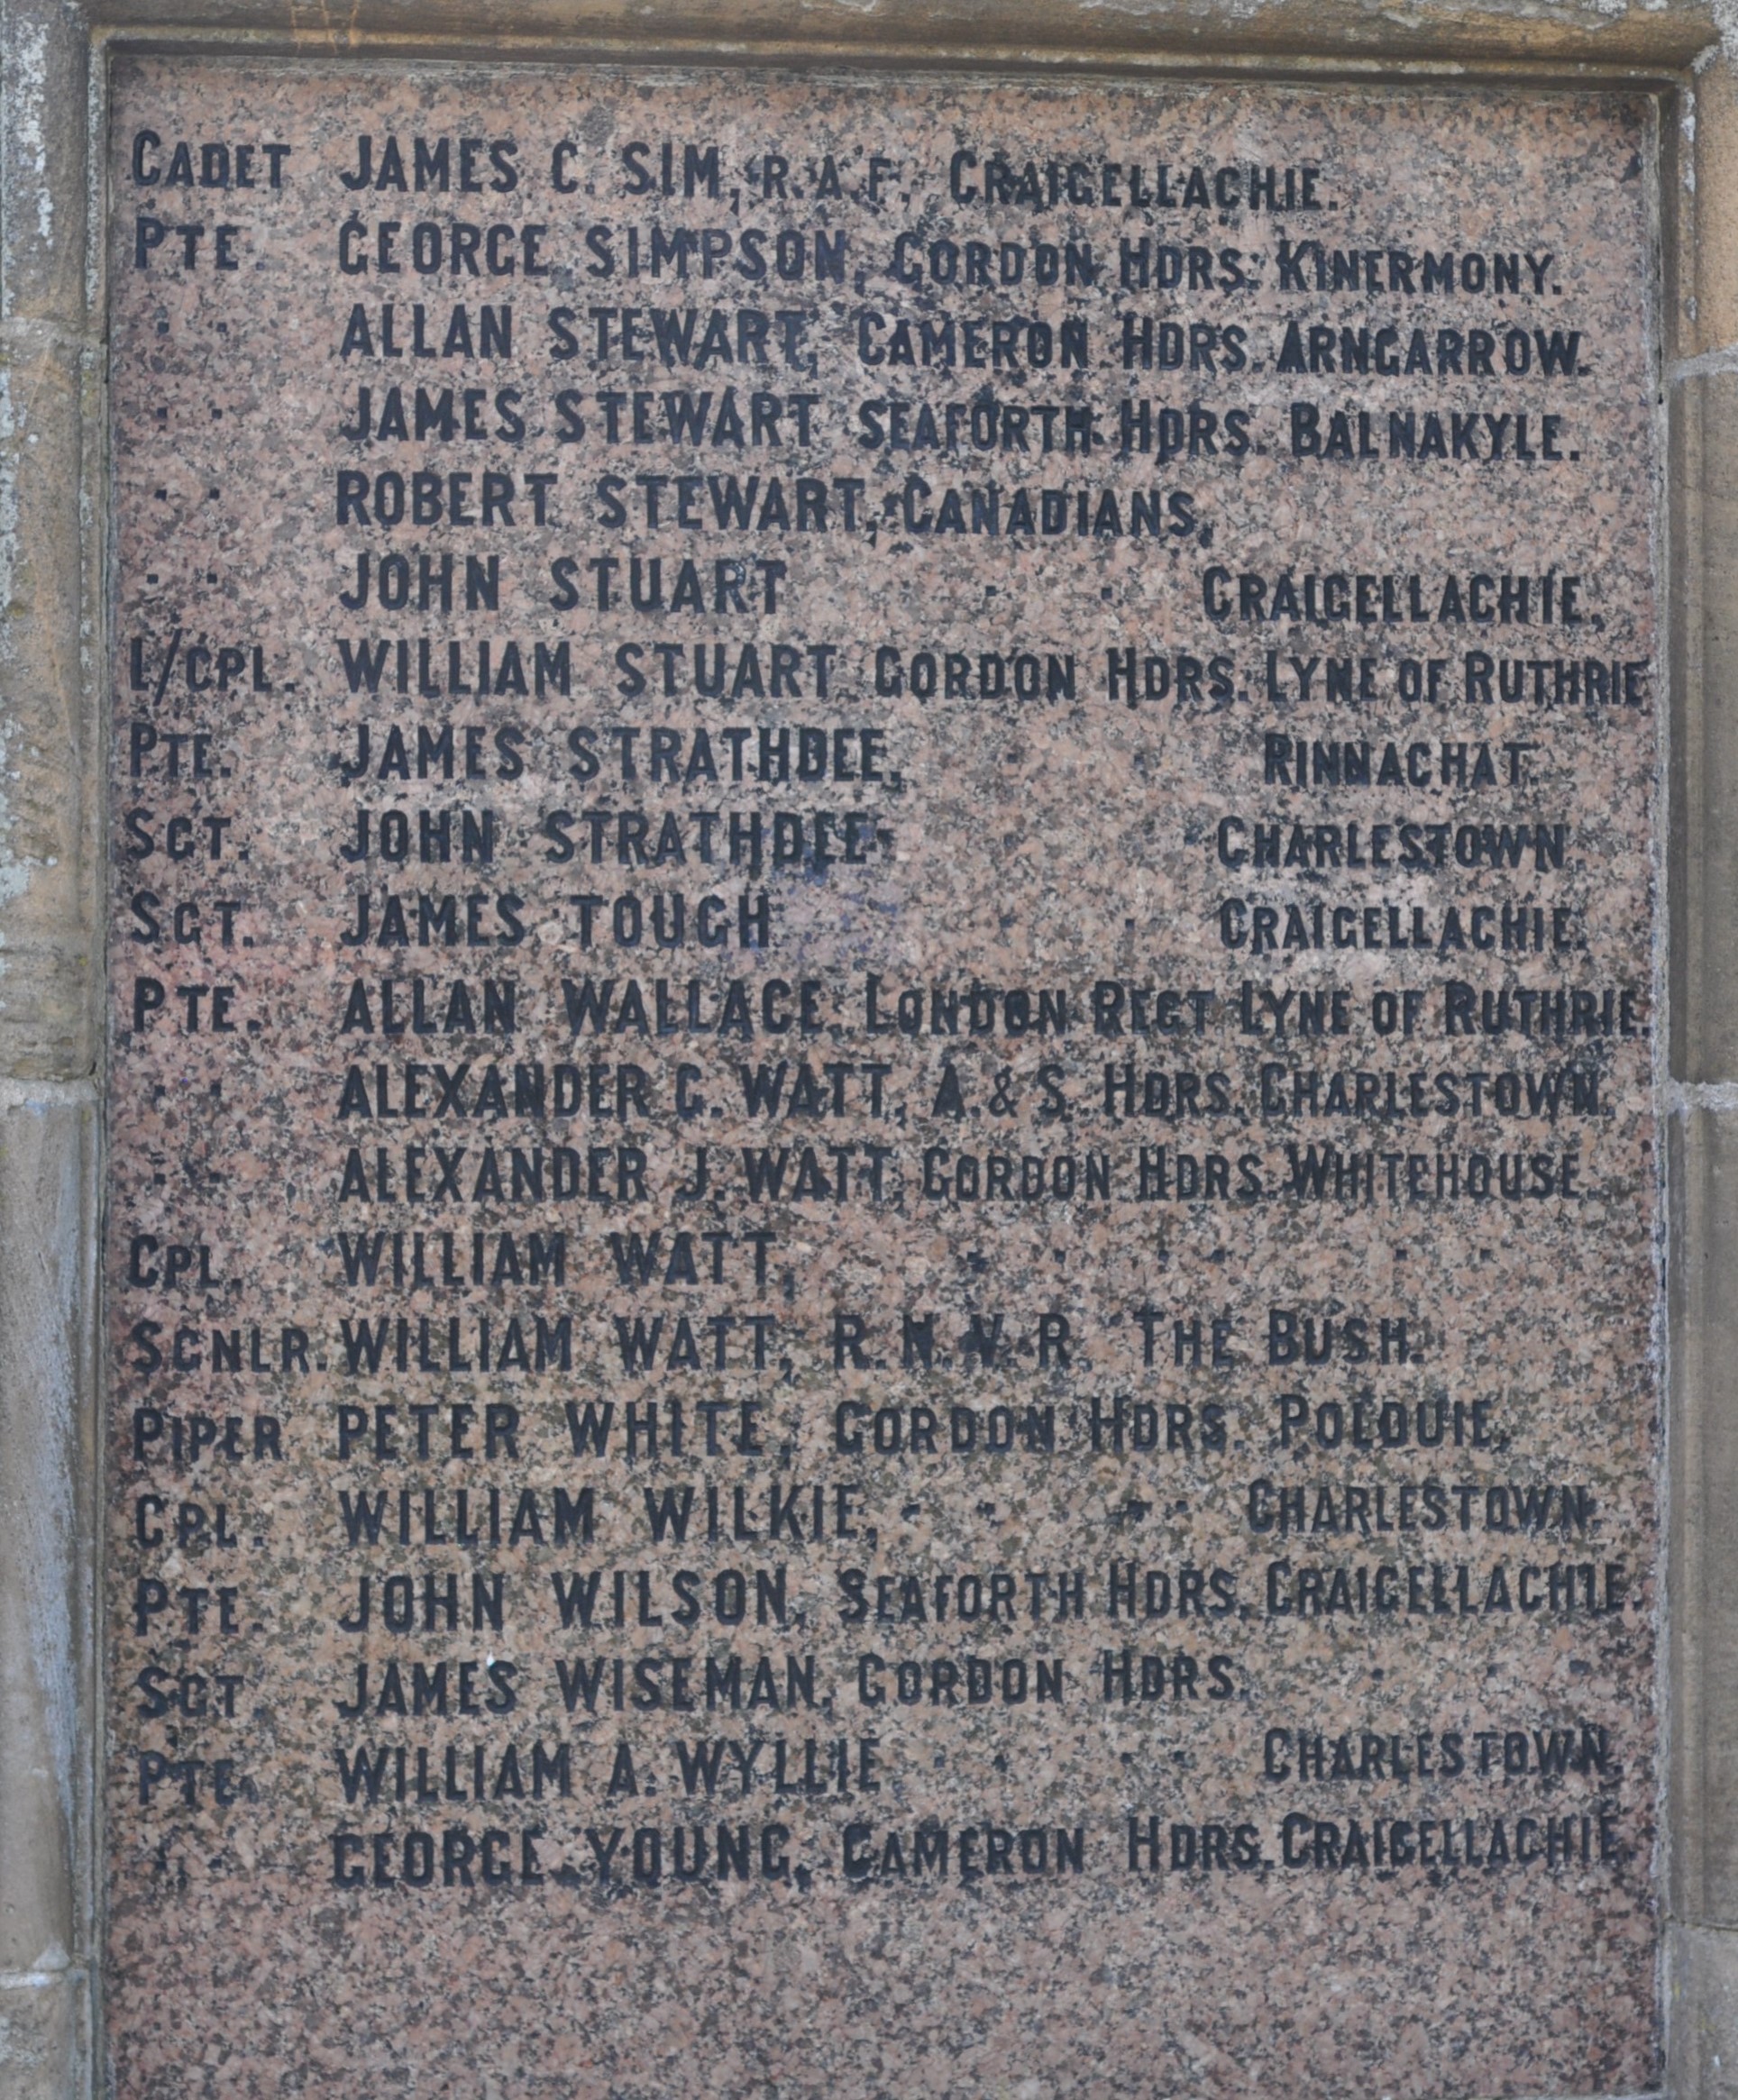 CADET JAMES C. SIM, R.A.F. CRAIGELLACHIE.
PTE. GEORGE SIMPSON, GORDON HDRS. KINERMONY.
" " ALLAN STEWART, CAMERON HDRS. ARNGARROW.
" " JAMES STEWART SEAFORTH HDRS. BALNAKYLE.
" " ROBERT STEWART, CANADIANS,
" " JOHN STUART " " CRAIGELLACHIE,
L/CPL. WILLIAM STUART GORDON HDRS. LYNE OF RUTHRIE
PTE. JAMES STRATHDEE, " " RINNACHAT.
SGT. JOHN STRATHDEE " " CHARLESTOWN.
SGT. JAMES TOUGH " " CRAIGELLACHIE.
PTE. ALLAN WALLACE, LONDON REGT LYNE OF RUTHRIE.
" " ALEXANDER G. WATT, A.&S. HDRS. CHARLESTOWN.
" " ALEXANDER J. WATT, GORDON HDRS. WHITEHOUSE.
CPL. WILLIAM WATT, " " " "
SGNLR. WILLIAM WATT, R.N.V.R. THE BUSH.
PIPER PETER WHITE, GORDON HDRS. POLQUIE,
CPL. WILLIAM WILKIE, " " CHARLESTOWN.
PTE. JOHN WILSON, SEAFORTH HDRS. CRAIGELLACHIE.
SGT. JAMES WISEMAN, GORDON HDRS. " "
PTE. WILLIAM A. WYLLIE " " CHARLESTOWN.
" GEORGE YOUNG, CAMERON HDRS. CRAIGELLACHIE.